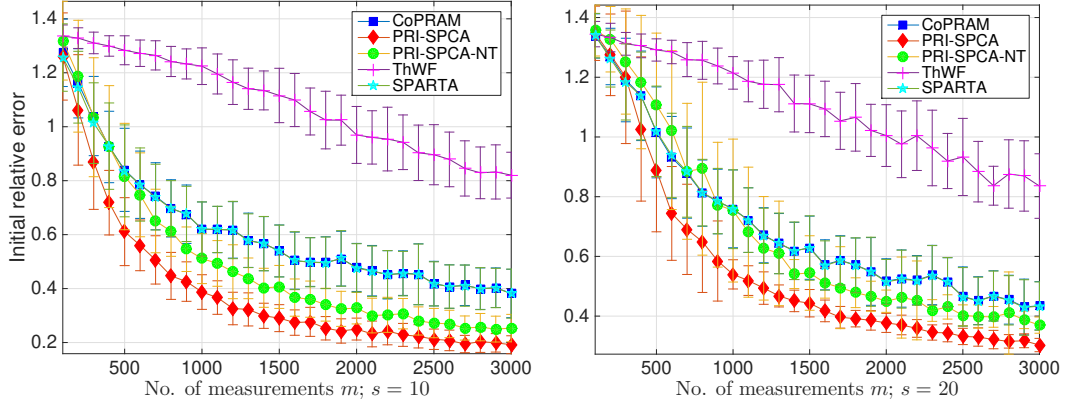 Initial relative error
1.4
1.2
1
0.8
0.6
0.4
0.2
500 1000 1500 2000 2500 3000
No. of measurements m; s = 10
CoPRAM
PRI-SPCA
PRI-SPCA-NT
ThWF
SPARTA
1.4
1.2
1
0.8
0.6
0.4
500 1000 1500 2000 2500 3000
No. of measurements m; s = 20
CoPRAM
PRI-SPCA
PRI-SPCA-NT
ThWF
SPARTA